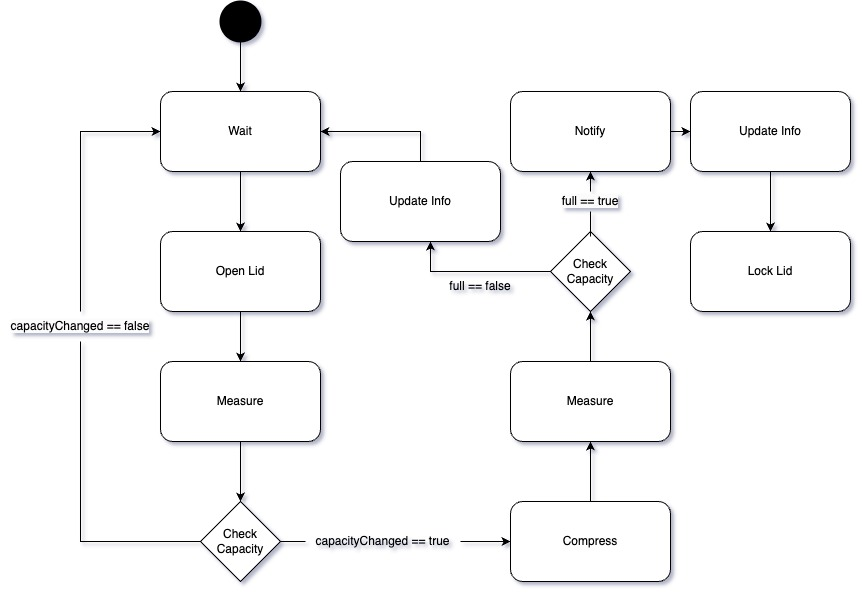 Wait
Notify
Update Info
Update Info
full == true
Open Lid
Check
Capacity
Lock Lid
full == false
capacityChanged == false
Measure
Measure
Check
Capacity
capacityChanged == true
Compress